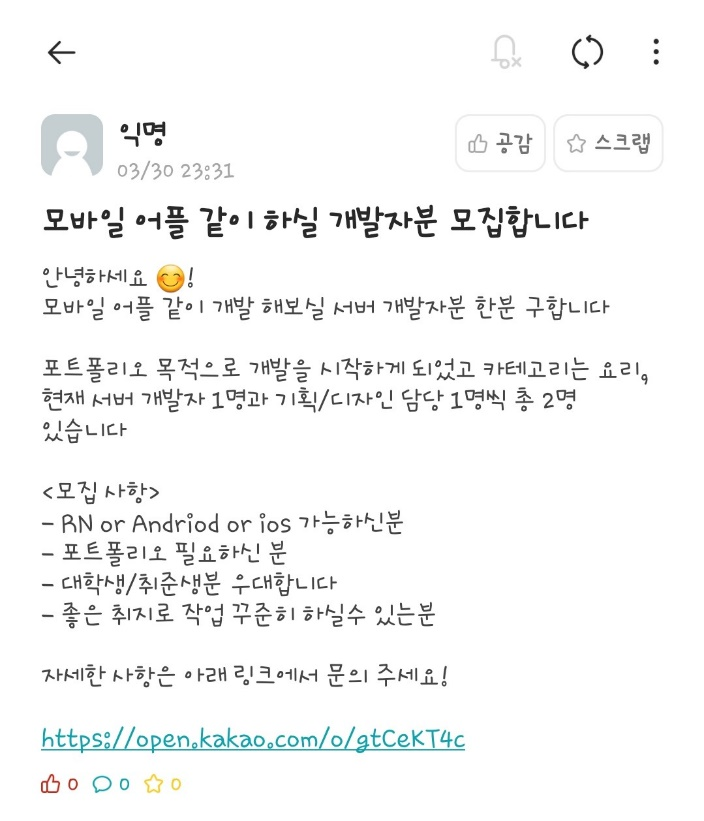 익명
03/30 23:31
공감
스크랩
모바일 어플 같이 하실 개발자분 모집합니다
안녕하세요 😊!
모바일 어플 같이 개발 해보실 서버 개발자분 한분 구합니다
포트폴리오 목적으로 개발을 시작하게 되었고 카테고리는 요리,
현재 서버 개발자 1명과 기획/디자인 담당 1명씩 총 2명
있습니다
<모집 사항>
- RN or Andriod or ios 가능하신분
- 포트폴리오 필요하신 분
- 대학생/취준생분 우대합니다
- 좋은 취지로 작업 꾸준히 하실수 있는분
자세한 사항은 아래 링크에서 문의 주세요!
https://open.kakao.com/o/gtCeKT4c
0 0 0